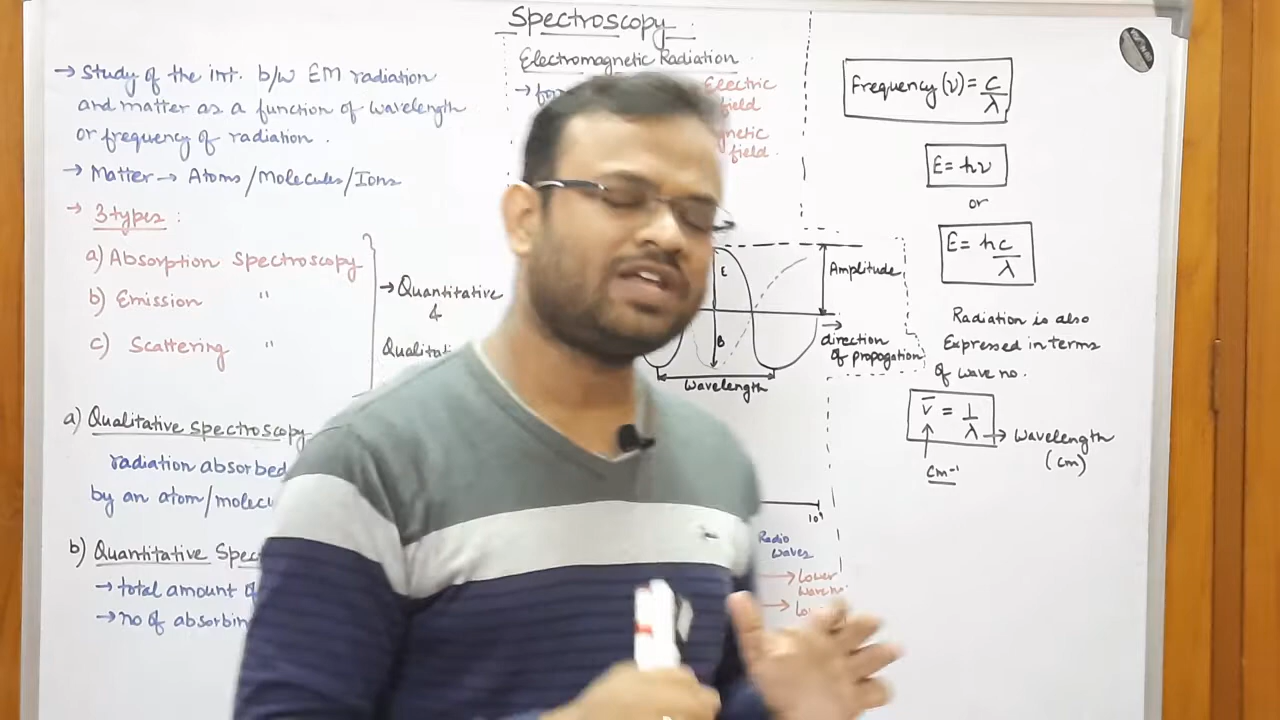 Spectroscopy
→ Study of the int. b/w EM radiation
and matter as a function of wavelength
or frequency of radiation.
→ Matter → Atoms/Molecules/Ions
→ 3 types :
a) Absorption Spectroscopy
b) Emission "
c) Scattering "
→ Quantitative
&
a) Qualitative spectroscopy
radiation absorbed
by an atom/
b) Quantitative
→ total amount
→ no of
Electromagnetic Radiation
→
Electric
field
field.
E
B
Amplitude
→
direction
of propogation
Wavelength
10⁹
Radio
waves
→ Lower
wave no.
→
Frequency (ν) = c/λ
E = hν
or
E = hc/λ
Radiation is also
Expressed in terms
of wave no.
ν̅ = 1/λ → Wavelength
(cm)
cm⁻¹